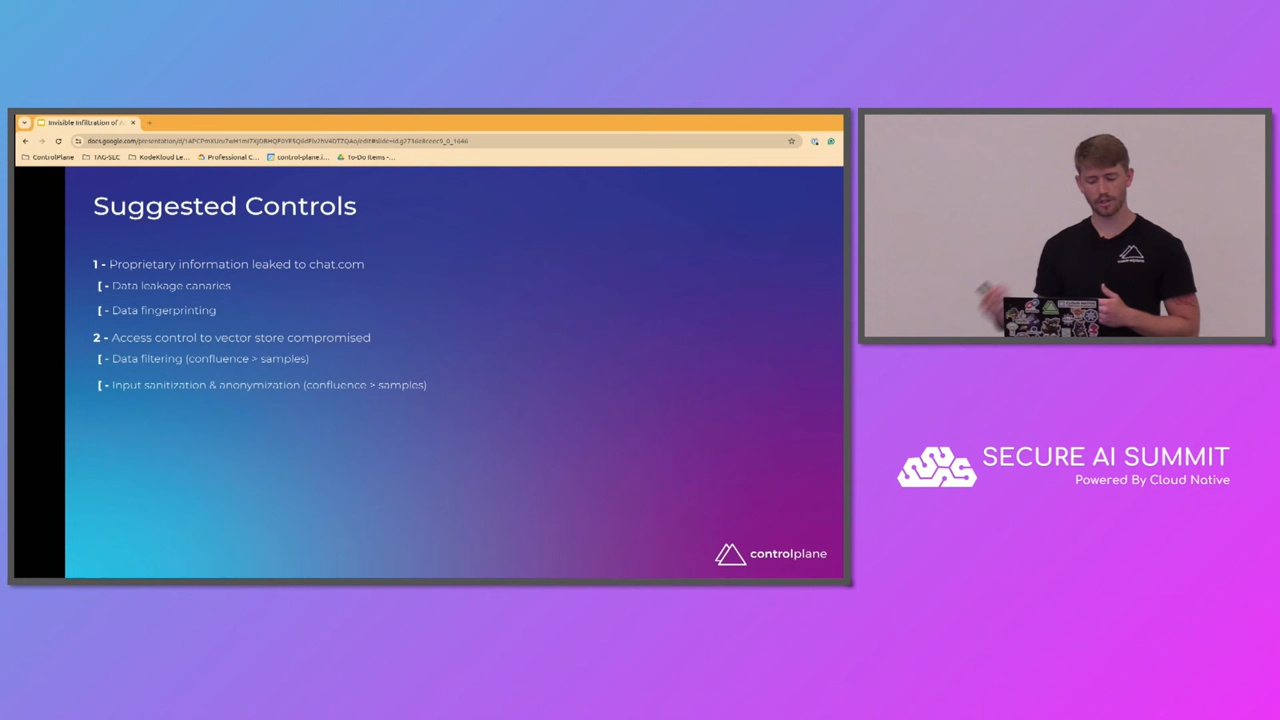 Invisible Infiltration of A
ControlPlane
TAG-SLC
KodeKloud Le...
Professional C...
control-plane.i...
To-Do Items -...
Suggested Controls
1 - Proprietary information leaked to chat.com
[ - Data leakage canaries
[ - Data fingerprinting
2 - Access control to vector store compromised
[ - Data filtering (confluence > samples)
[ - Input sanitization & anonymization (confluence > samples)
controlplane
SECURE AI SUMMIT
Powered By Cloud Native